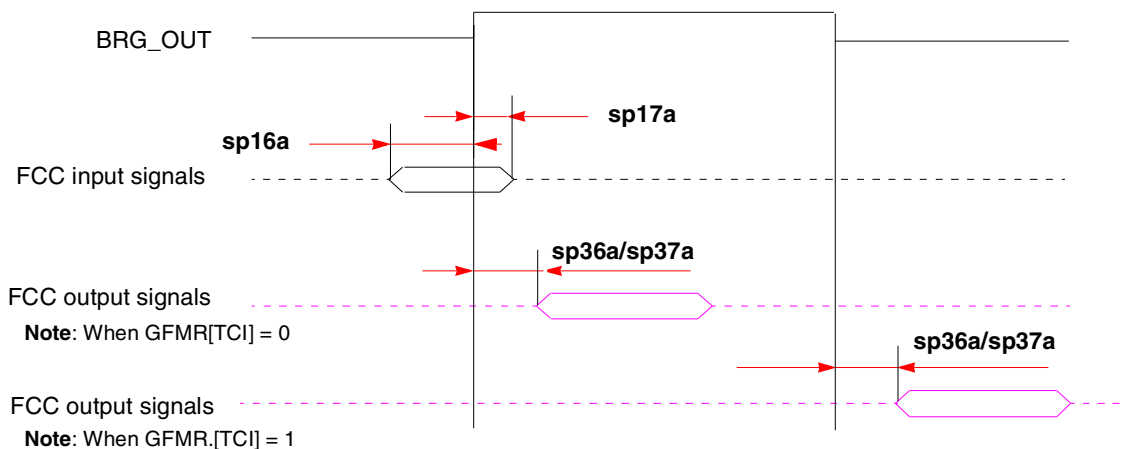 BRG_OUT
sp17a
sp16a
FCC input signals
sp36a/sp37a
FCC output signals
Note: When GFMR[TCI] = 0
sp36a/sp37a
FCC output signals
Note: When GFMR.[TCI] = 1